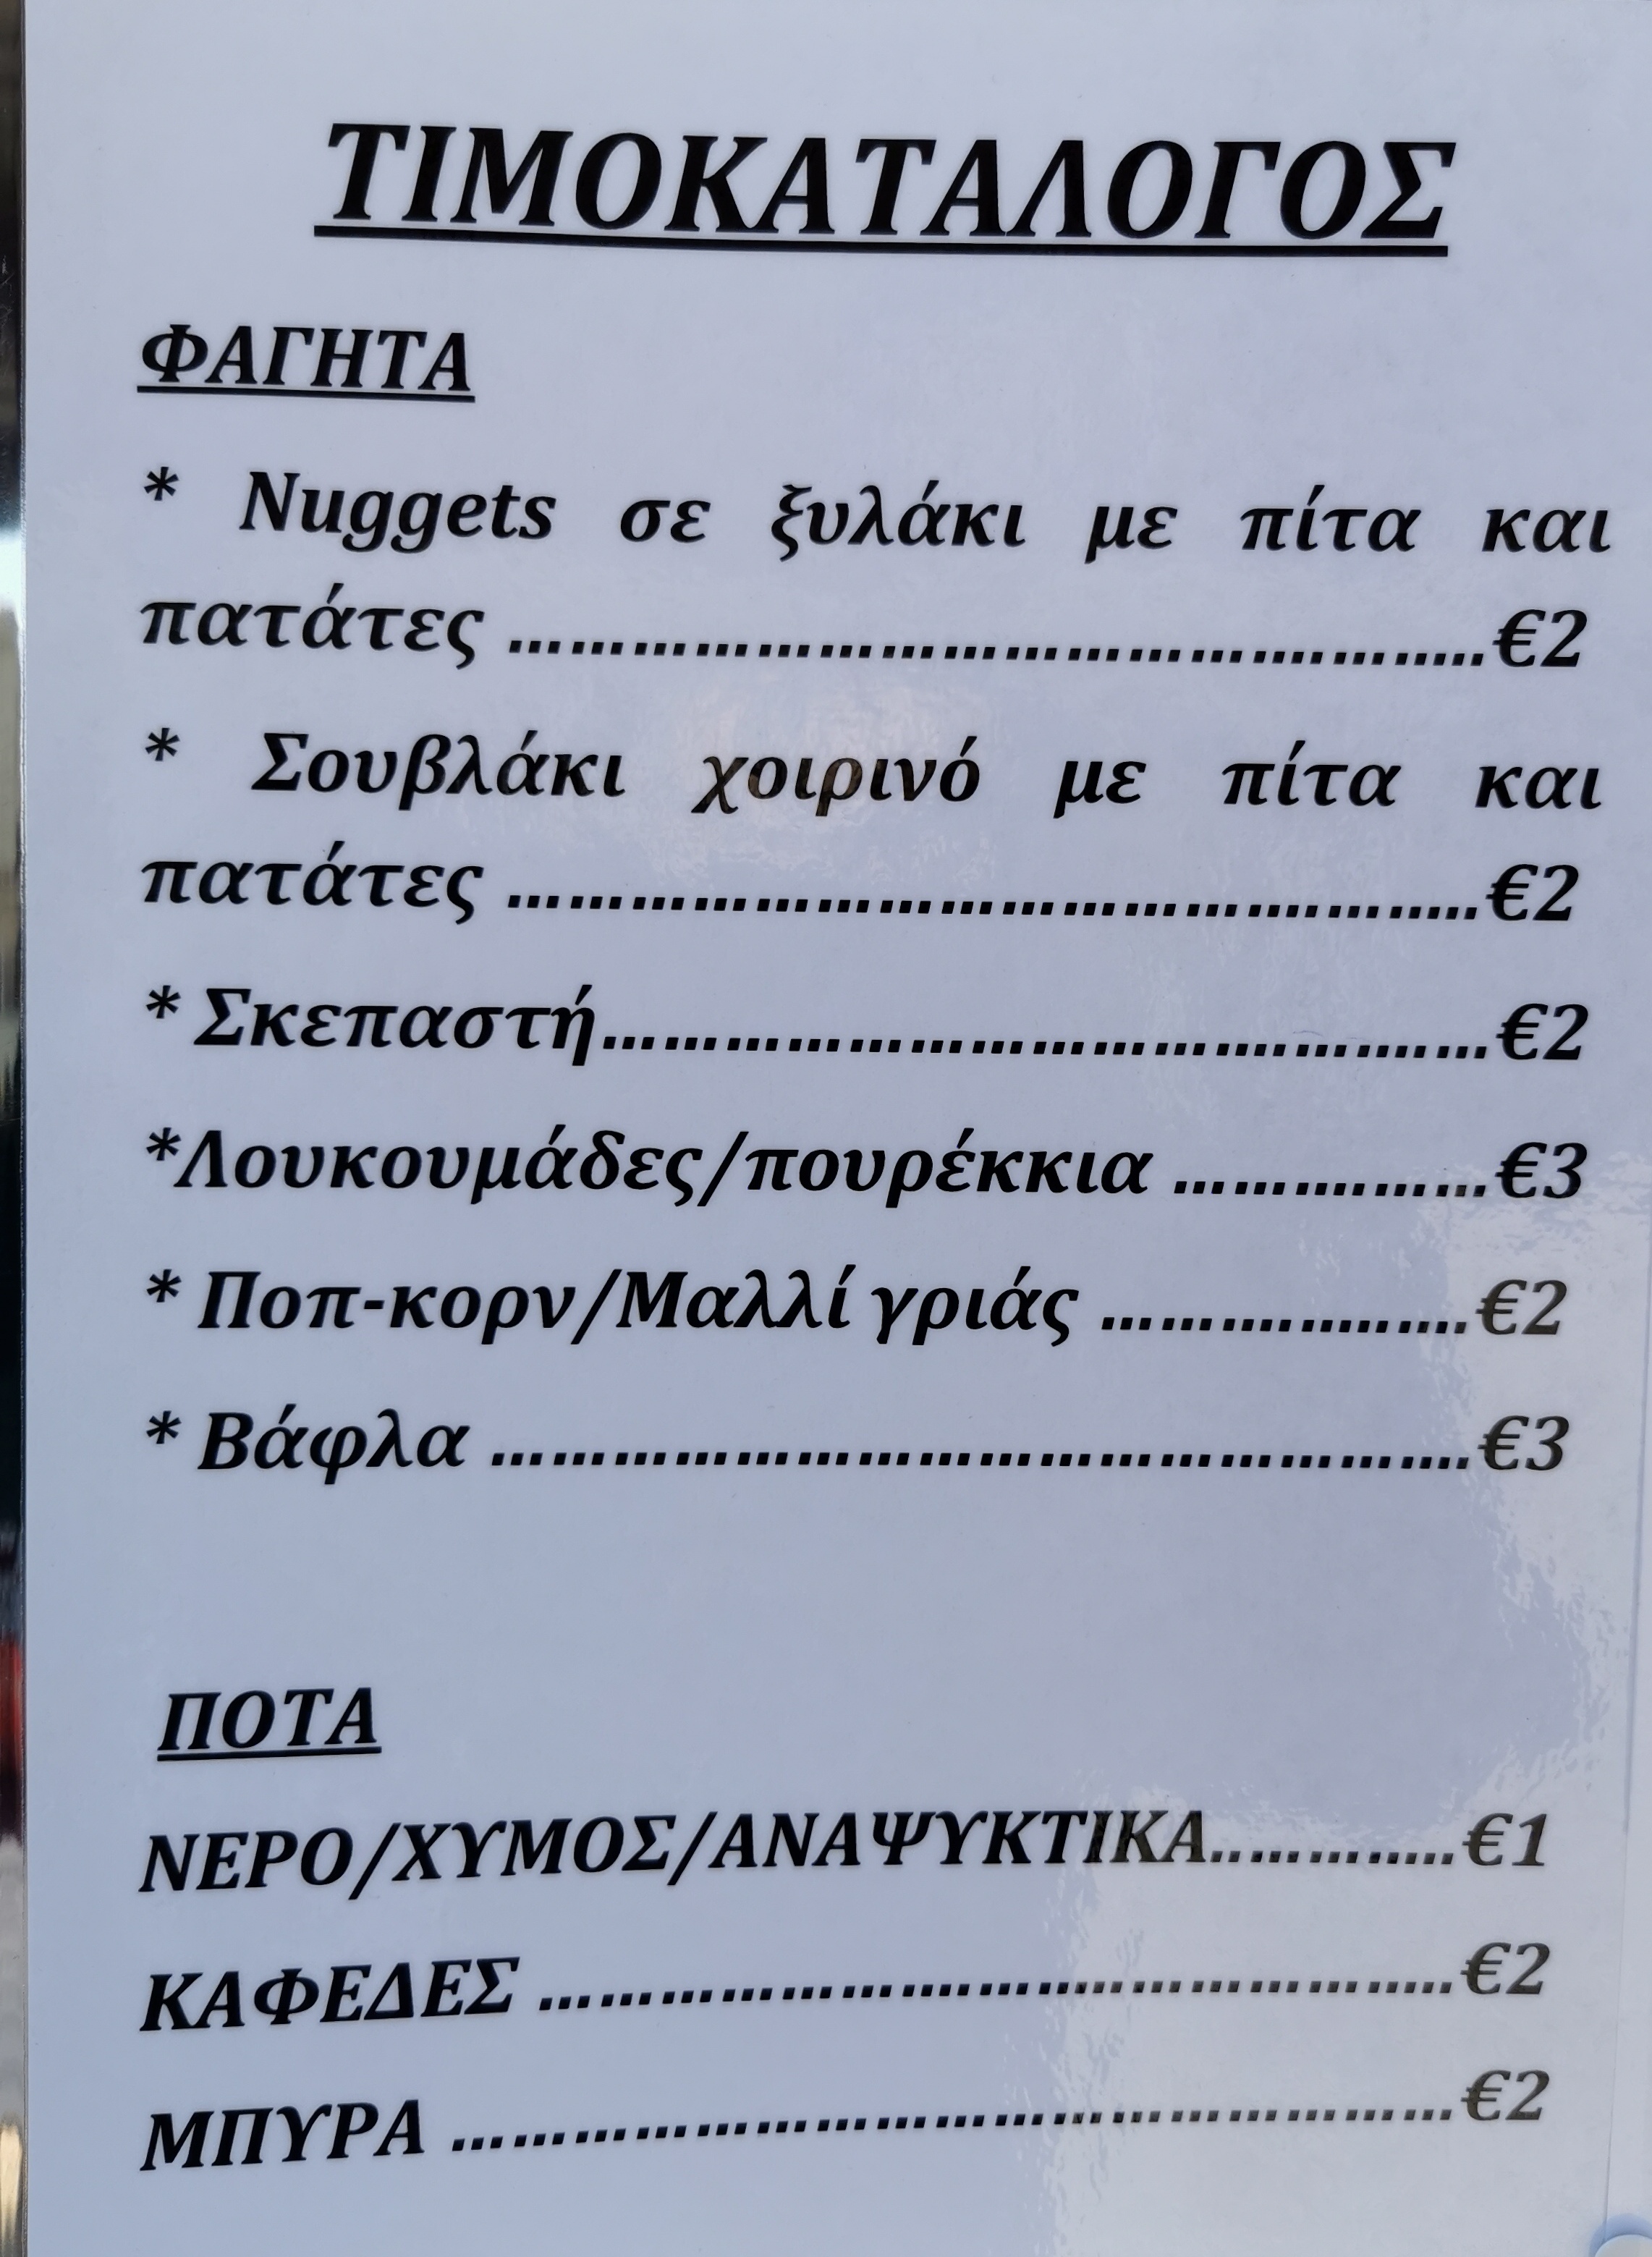 ΤΙΜΟΚΑΤΑΛΟΓΟΣ
ΦΑΓΗΤΑ
* Nuggets σε ξυλάκι με πίτα και
πατάτες ……………………………………….………..€2
* Σουβλάκι χοιρινό με πίτα και
πατάτες ……………………………………….………..€2
* Σκεπαστή…………………………….…….……€2
*Λουκουμάδες/πουρέκκια …….….……€3
* Ποπ-κορν/Μαλλί γριάς …………..…….€2
* Βάφλα ………………………………………….€3
ΠΟΤΑ
ΝΕΡΟ/ΧΥΜΟΣ/ΑΝΑΨΥΚΤΙΚΑ..………...€1
ΚΑΦΕΔΕΣ ……………………………………...€2
ΜΠΥΡΑ …………………………………………€2